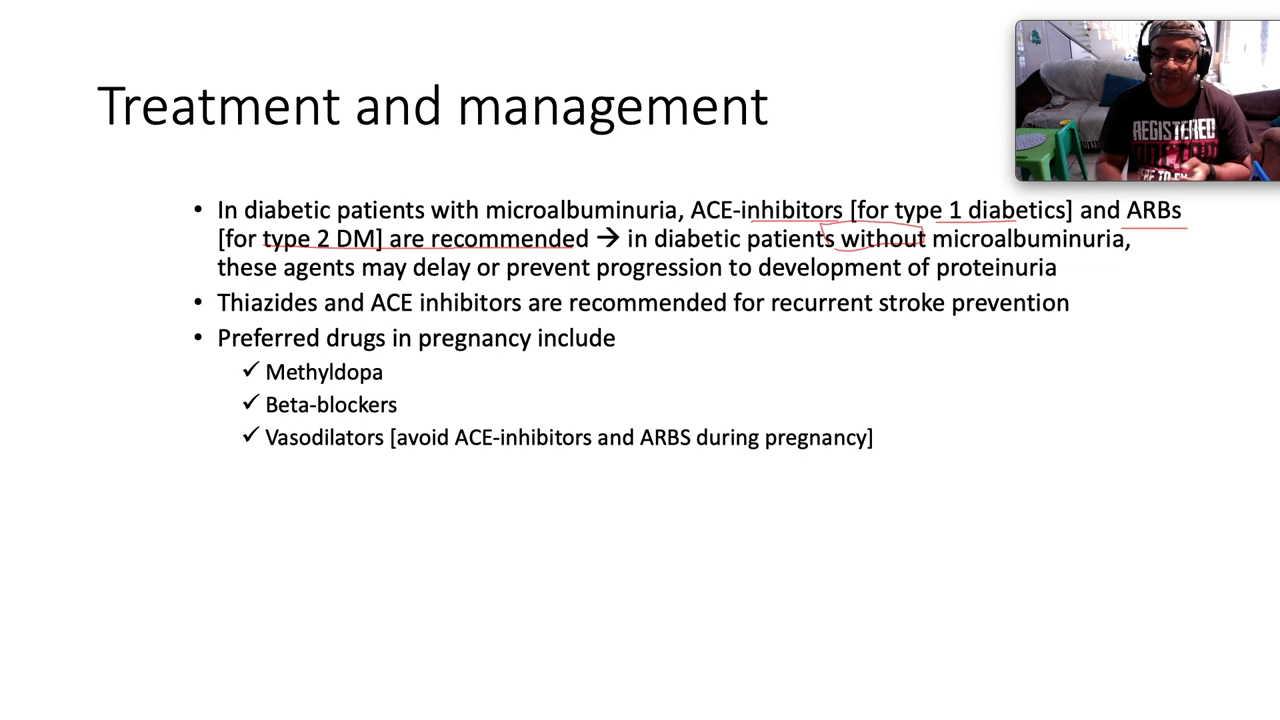 Treatment and management
REGISTERED
• In diabetic patients with microalbuminuria, ACE-inhibitors [for type 1 diabetics] and ARBs
[for type 2 DM] are recommended → in diabetic patients without microalbuminuria,
these agents may delay or prevent progression to development of proteinuria
• Thiazides and ACE inhibitors are recommended for recurrent stroke prevention
• Preferred drugs in pregnancy include
✓ Methyldopa
✓ Beta-blockers
✓ Vasodilators [avoid ACE-inhibitors and ARBS during pregnancy]